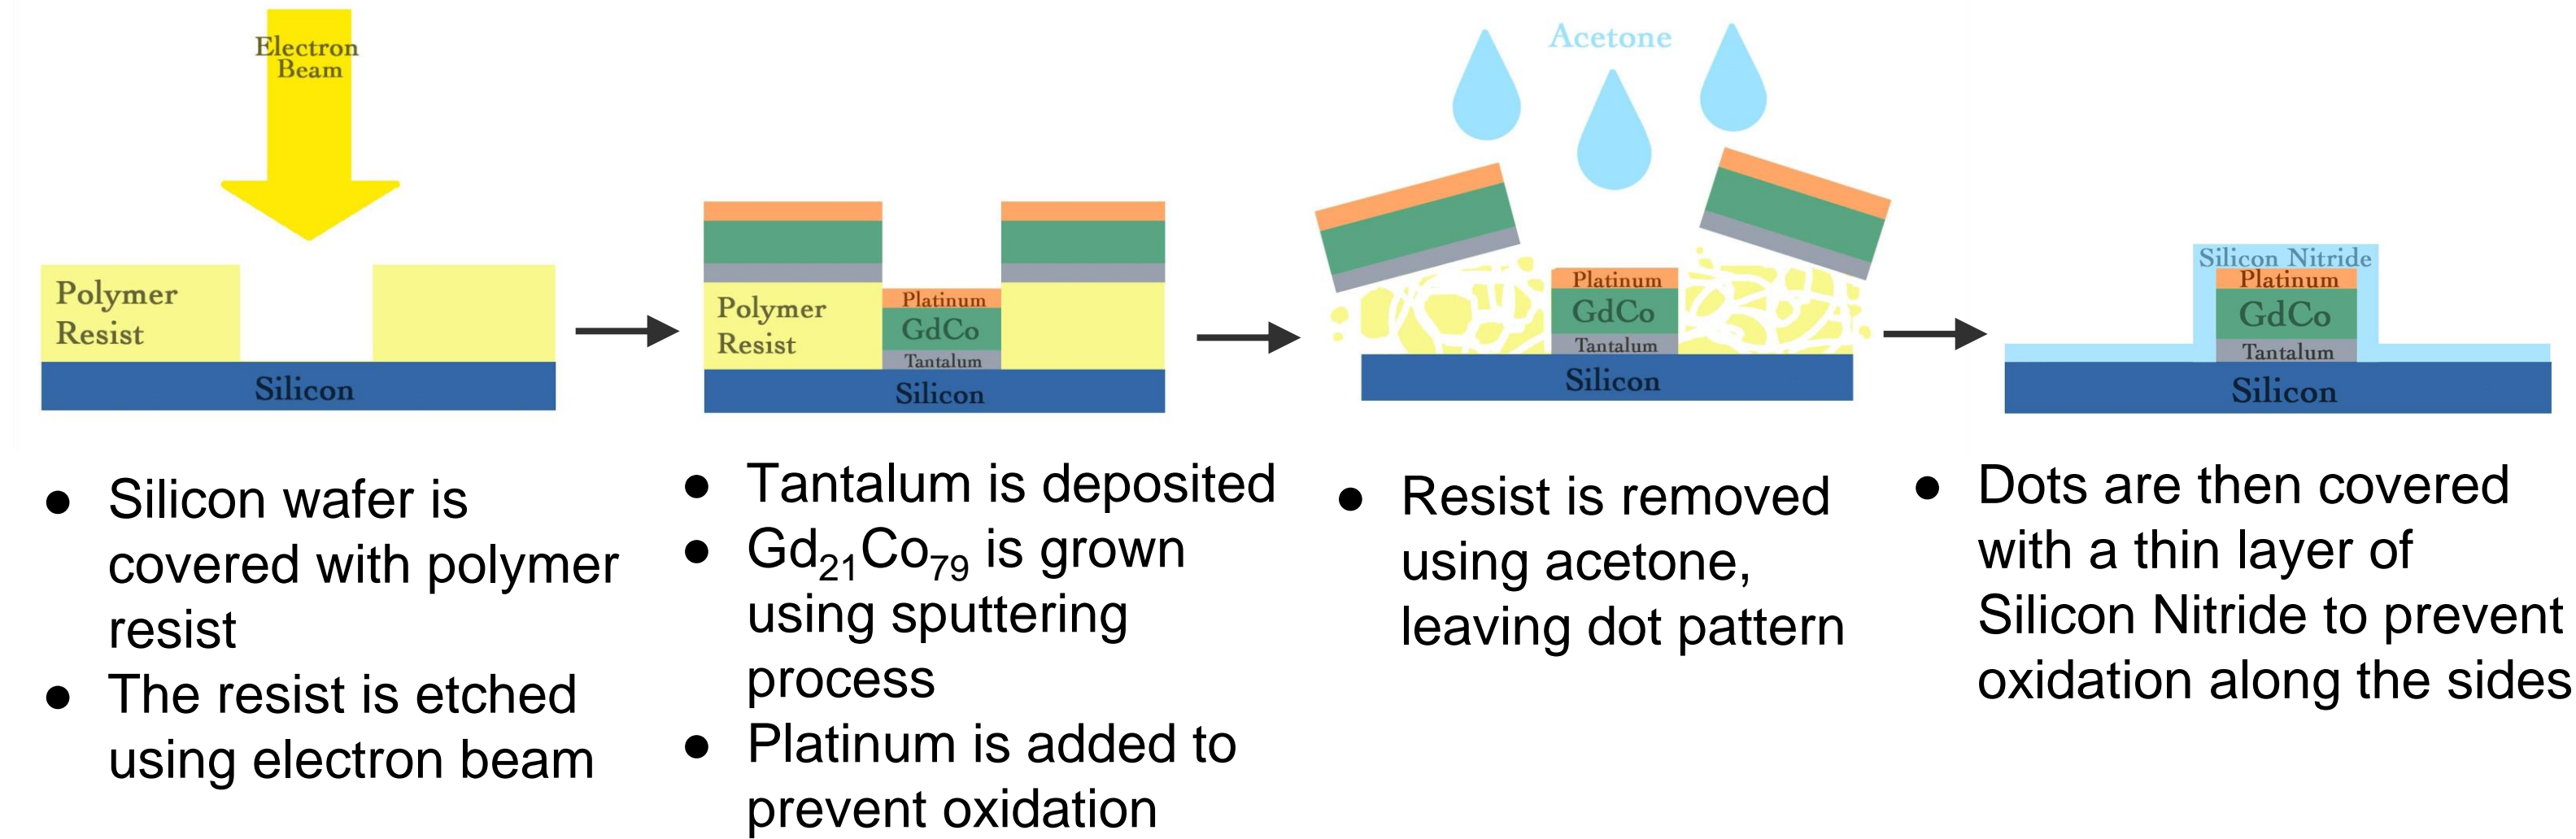 Electron
Beam
Polymer
Resist
Silicon
Polymer
Resist
Platinum
GdCo
Tantalum
Silicon
Acetone
Platinum
GdCo
Tantalum
Silicon
Silicon Nitride
Platinum
GdCo
Tantalum
Silicon
● Silicon wafer is
covered with polymer
resist
● The resist is etched
using electron beam
● Tantalum is deposited
● Gd₂₁Co₇₉ is grown
using sputtering
process
● Platinum is added to
prevent oxidation
● Resist is removed
using acetone,
leaving dot pattern
● Dots are then covered
with a thin layer of
Silicon Nitride to prevent
oxidation along the sides